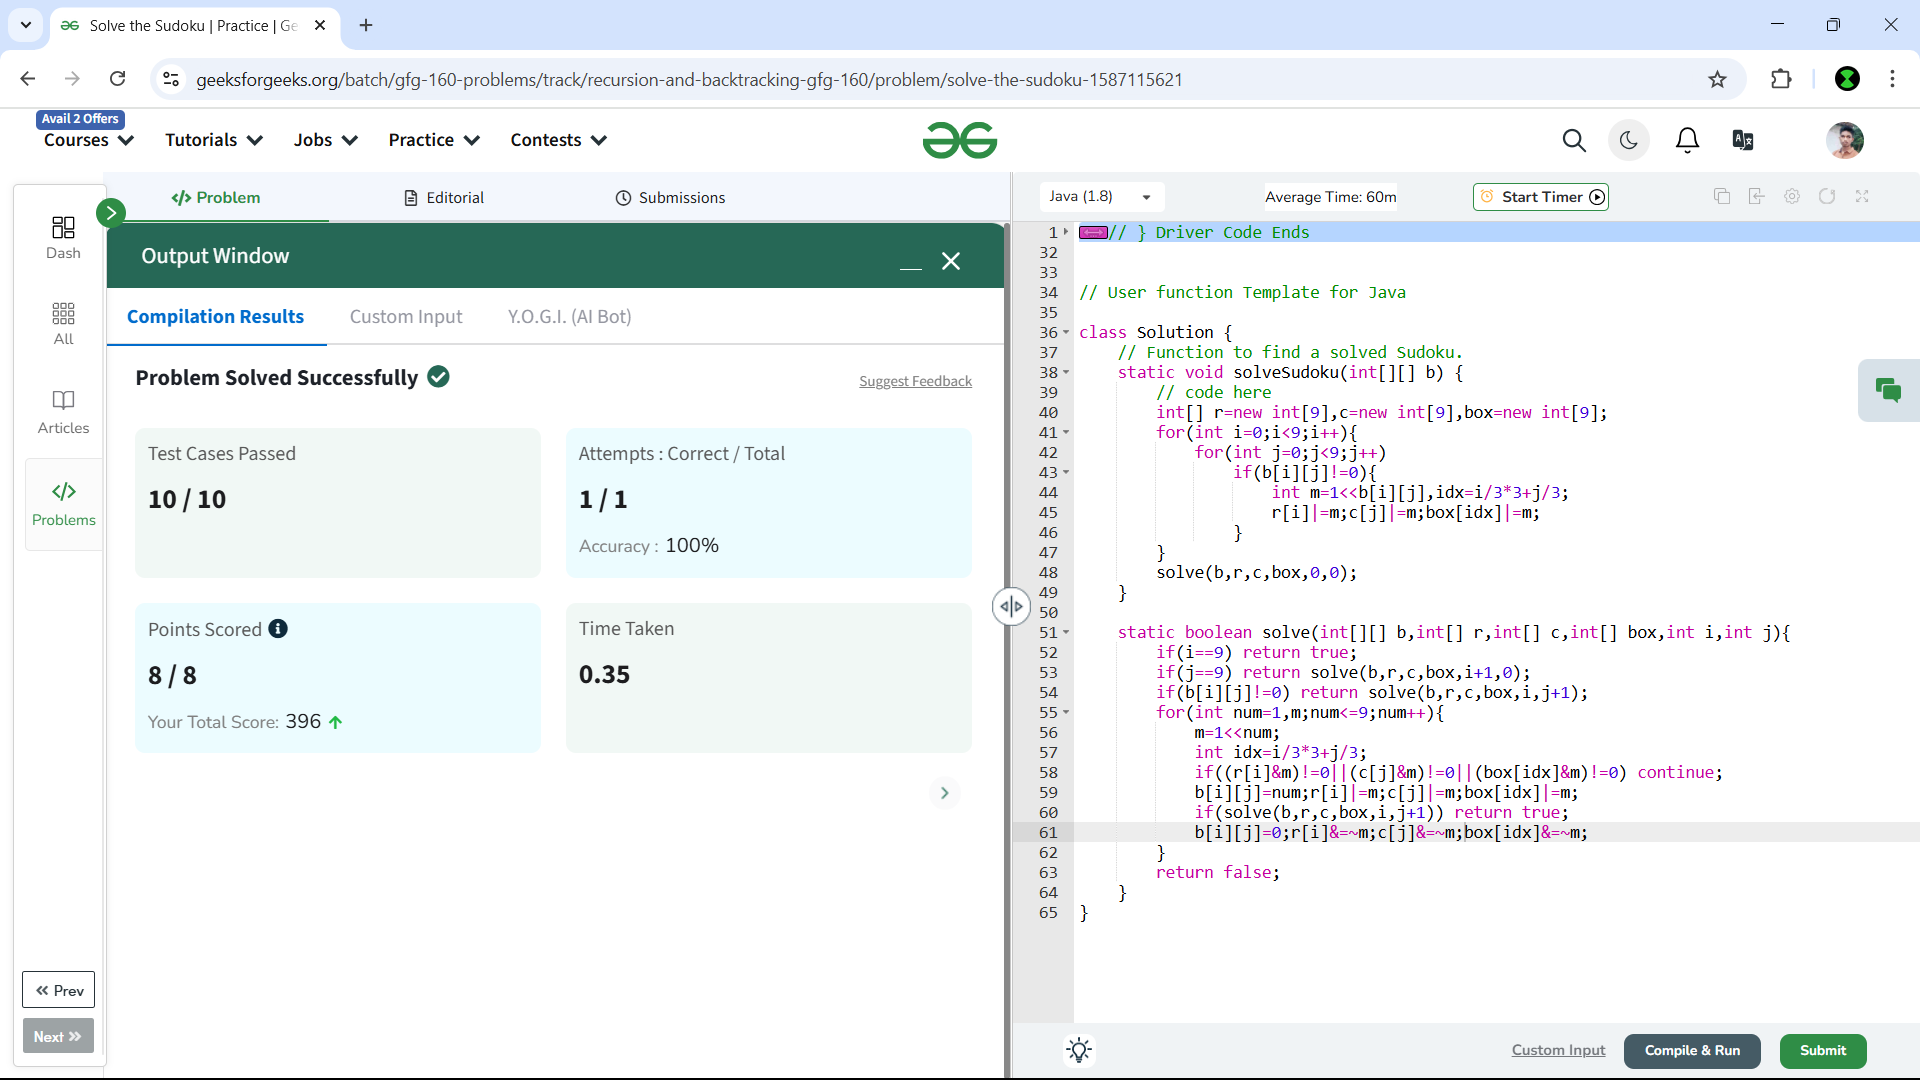 Solve the Sudoku | Practice | Ge
geeksforgeeks.org/batch/gfg-160-problems/track/recursion-and-backtracking-gfg-160/problem/solve-the-sudoku-1587115621
Avail 2 Offers
Courses Tutorials Jobs Practice Contests
Dash
All
Articles
Problems
Prev
Next
Problem Editorial Submissions
Output Window
Compilation Results Custom Input Y.O.G.I. (AI Bot)
Problem Solved Successfully
Suggest Feedback
Test Cases Passed
10 / 10
Attempts : Correct / Total
1 / 1
Accuracy : 100%
Points Scored
8 / 8
Your Total Score: 396
Time Taken
0.35
Java (1.8) Average Time: 60m Start Timer
1 // } Driver Code Ends
32
33
34 // User function Template for Java
35
36 class Solution {
37 // Function to find a solved Sudoku.
38 static void solveSudoku(int[][] b) {
39 // code here
40 int[] r=new int[9],c=new int[9],box=new int[9];
41 for(int i=0;i<9;i++){
42 for(int j=0;j<9;j++)
43 if(b[i][j]!=0){
44 int m=1<<b[i][j],idx=i/3*3+j/3;
45 r[i]|=m;c[j]|=m;box[idx]|=m;
46 }
47 }
48 solve(b,r,c,box,0,0);
49 }
50
51 static boolean solve(int[][] b,int[] r,int[] c,int[] box,int i,int j){
52 if(i==9) return true;
53 if(j==9) return solve(b,r,c,box,i+1,0);
54 if(b[i][j]!=0) return solve(b,r,c,box,i,j+1);
55 for(int num=1,m;num<=9;num++){
56 m=1<<num;
57 int idx=i/3*3+j/3;
58 if((r[i]&m)!=0||(c[j]&m)!=0||(box[idx]&m)!=0) continue;
59 b[i][j]=num;r[i]|=m;c[j]|=m;box[idx]|=m;
60 if(solve(b,r,c,box,i,j+1)) return true;
61 b[i][j]=0;r[i]&=~m;c[j]&=~m;box[idx]&=~m;
62 }
63 return false;
64 }
65 }
Custom Input Compile & Run Submit